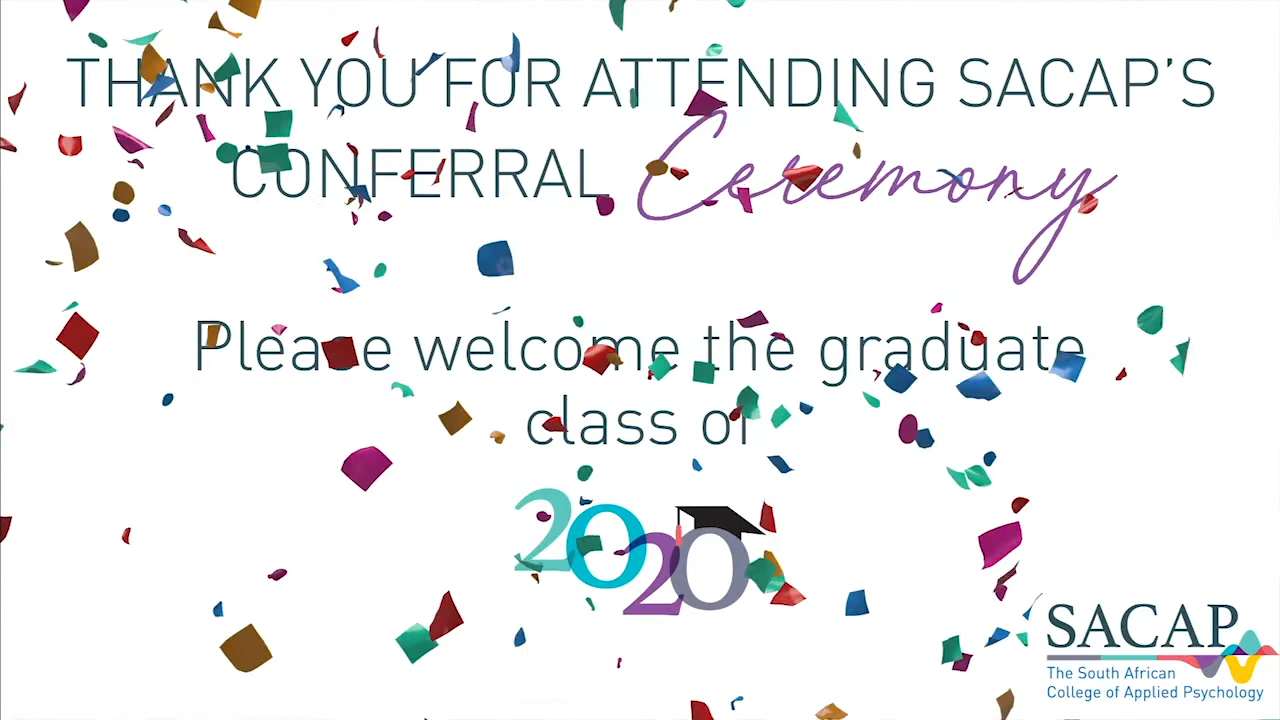 THANK YOU FOR ATTENDING SACAP'S
CONFERRAL Ceremony
Please welcome the graduate
class of
2020
SACAP
The South African
College of Applied Psychology